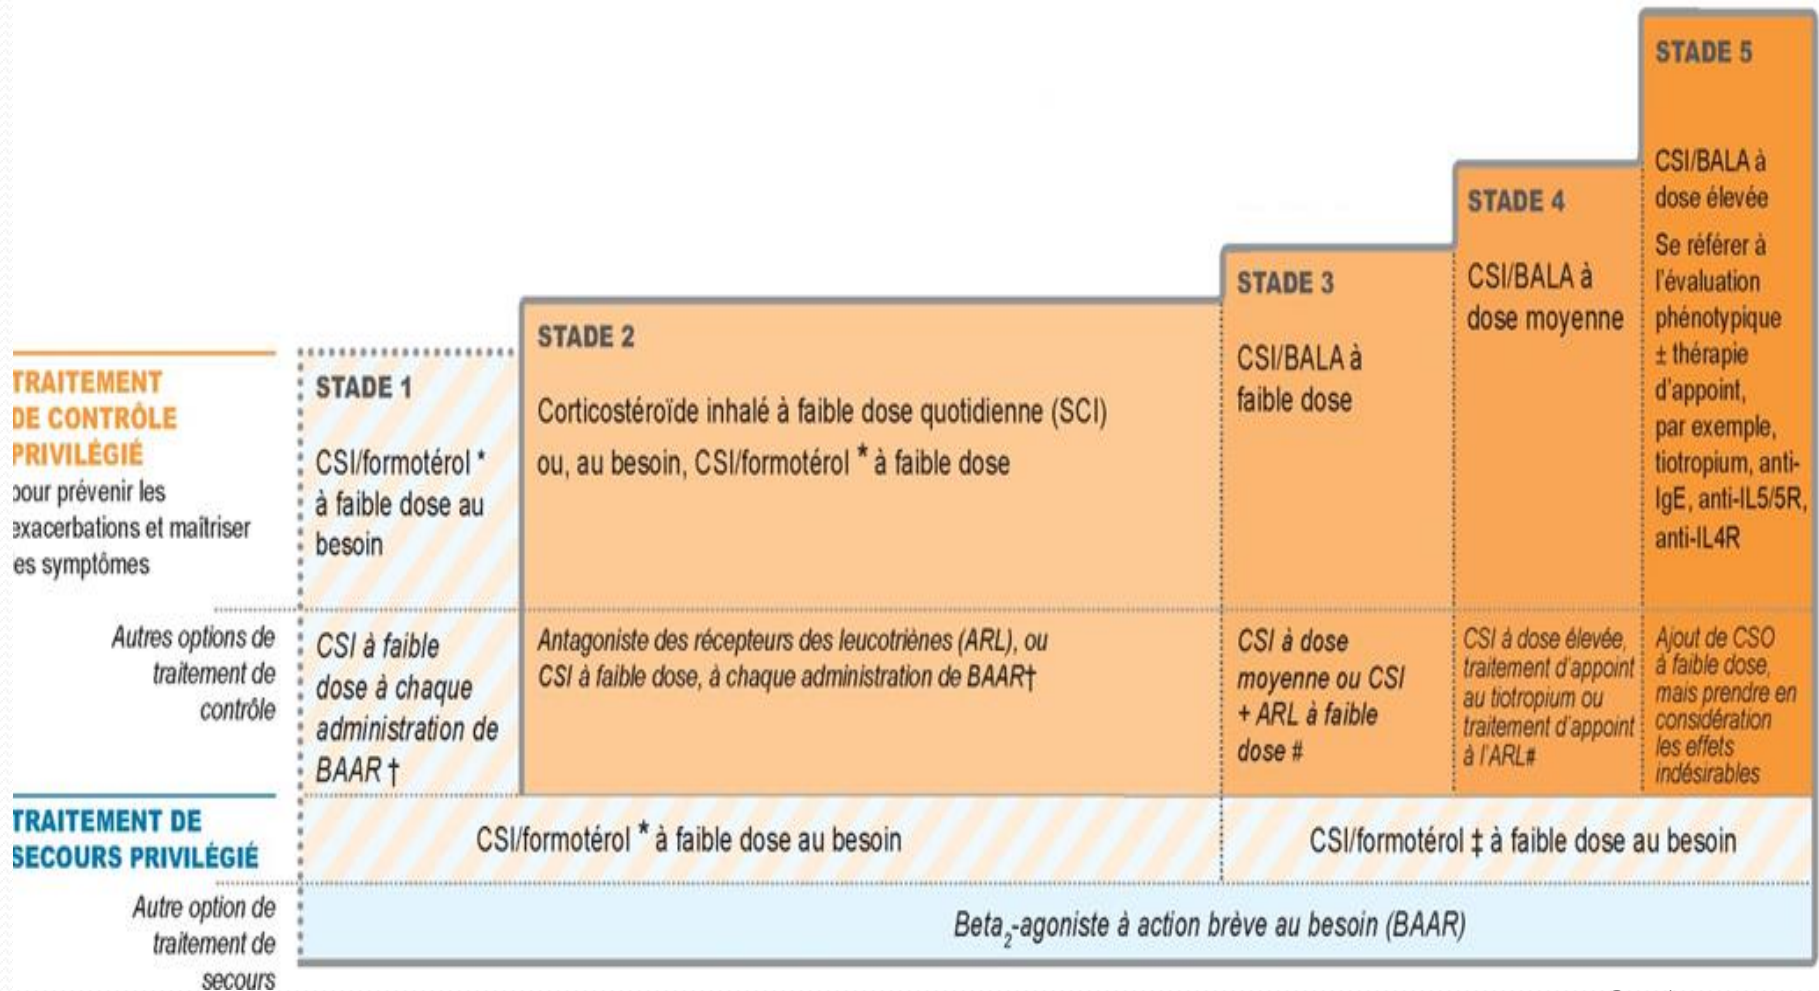 STADE 5
CSI/BALA à
dose élevée
Se référer à
l'évaluation
phénotypique
± thérapie
d'appoint,
par exemple,
tiotropium, anti-
IgE, anti-IL5/5R,
anti-IL4R
STADE 4
CSI/BALA à
dose moyenne
STADE 3
CSI/BALA à
faible dose
STADE 2
Corticostéroïde inhalé à faible dose quotidienne (SCI)
ou, au besoin, CSI/formotérol * à faible dose
STADE 1
CSI/formotérol *
à faible dose au
besoin
TRAITEMENT
DE CONTRÔLE
PRIVILÉGIÉ
pour prévenir les
exacerbations et maîtriser
es symptômes
Autres options de
traitement de
contrôle
CSI à faible
dose à chaque
administration de
BAAR †
Antagoniste des récepteurs des leucotriènes (ARL), ou
CSI à faible dose, à chaque administration de BAAR†
CSI à dose
moyenne ou CSI
+ ARL à faible
dose #
CSI à dose élevée,
traitement d'appoint
au tiotropium ou
traitement d'appoint
à l'ARL#
Ajout de CSO
à faible dose,
mais prendre en
considération
les effets
indésirables
TRAITEMENT DE
SECOURS PRIVILÉGIÉ
CSI/formotérol * à faible dose au besoin
CSI/formotérol ‡ à faible dose au besoin
Autre option de
traitement de
secours
Beta₂-agoniste à action brève au besoin (BAAR)